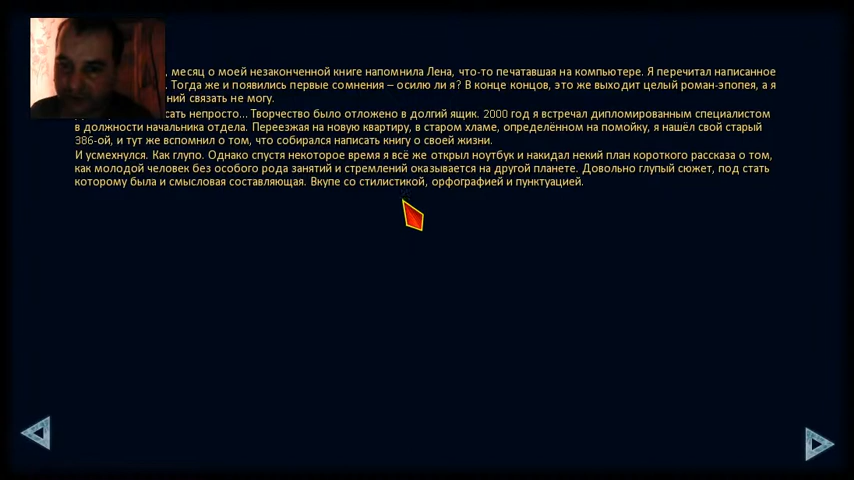 месяц о моей незаконченной книге напомнила Лена, что-то печатавшая на компьютере. Я перечитал написанное
Тогда же и появились первые сомнения – осилю ли я? В конце концов, это же выходит целый роман-эпопея, а я
связать не могу.
непросто... Творчество было отложено в долгий ящик. 2000 год я встречал дипломированным специалистом
в должности начальника отдела. Переезжая на новую квартиру, в старом хламе, определённом на помойку, я нашёл свой старый
386-ой, и тут же вспомнил о том, что собирался написать книгу о своей жизни.
И усмехнулся. Как глупо. Однако спустя некоторое время я всё же открыл ноутбук и накидал некий план короткого рассказа о том,
как молодой человек без особого рода занятий и стремлений оказывается на другой планете. Довольно глупый сюжет, под стать
которому была и смысловая составляющая. Вкупе со стилистикой, орфографией и пунктуацией.